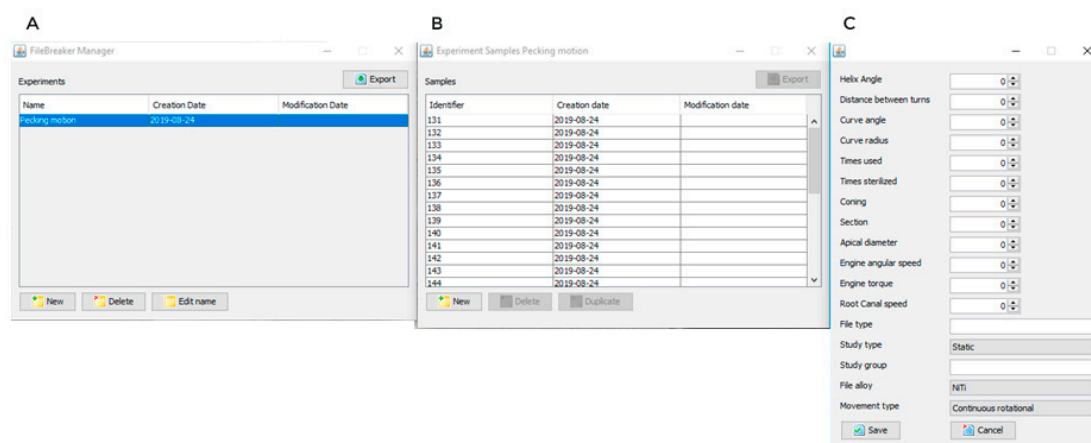 A
FileBreaker Manager
Experiments
Export
Name Creation Date Modification Date
Pecking motion 2019-08-24
New Delete Edit name
B
Experiment Samples Pecking motion
Samples
Export
Identifier Creation date Modification date
131 2019-08-24
132 2019-08-24
133 2019-08-24
134 2019-08-24
135 2019-08-24
136 2019-08-24
137 2019-08-24
138 2019-08-24
139 2019-08-24
140 2019-08-24
141 2019-08-24
142 2019-08-24
143 2019-08-24
144 2019-08-24
New Delete Duplicate
C
Helix Angle 0
Distance between turns 0
Curve angle 0
Curve radius 0
Times used 0
Times sterilized 0
Coning 0
Section 0
Apical diameter 0
Engine angular speed 0
Engine torque 0
Root Canal speed 0
File type
Study type Static
Study group
File alloy NiTi
Movement type Continuous rotational
Save Cancel